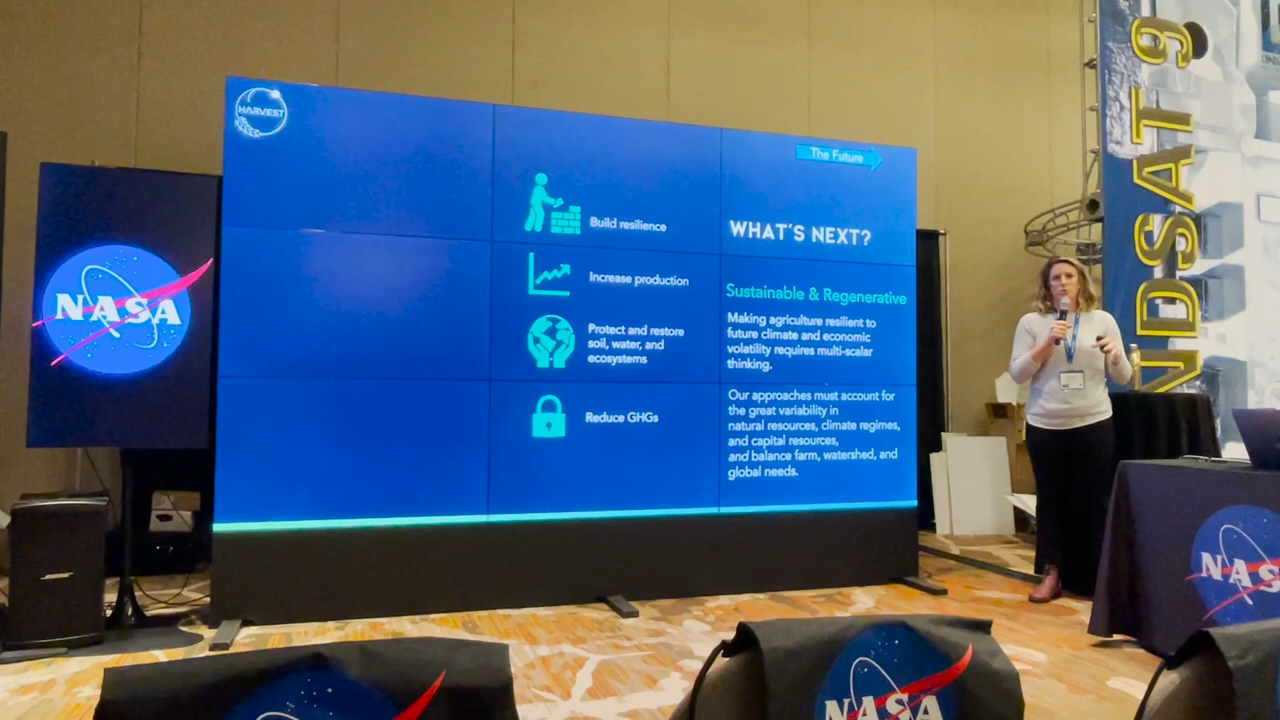 HARVEST
The Future
Build resilience
Increase production
Protect and restore
soil, water, and
ecosystems
Reduce GHGs
WHAT'S NEXT?
Sustainable & Regenerative
Making agriculture resilient to
future climate and economic
volatility requires multi-scalar
thinking.
Our approaches must account for
the great variability in
natural resources, climate regimes,
and capital resources,
and balance farm, watershed, and
global needs.
NASA
NDSAT 9
BOSE
NAS
NASA